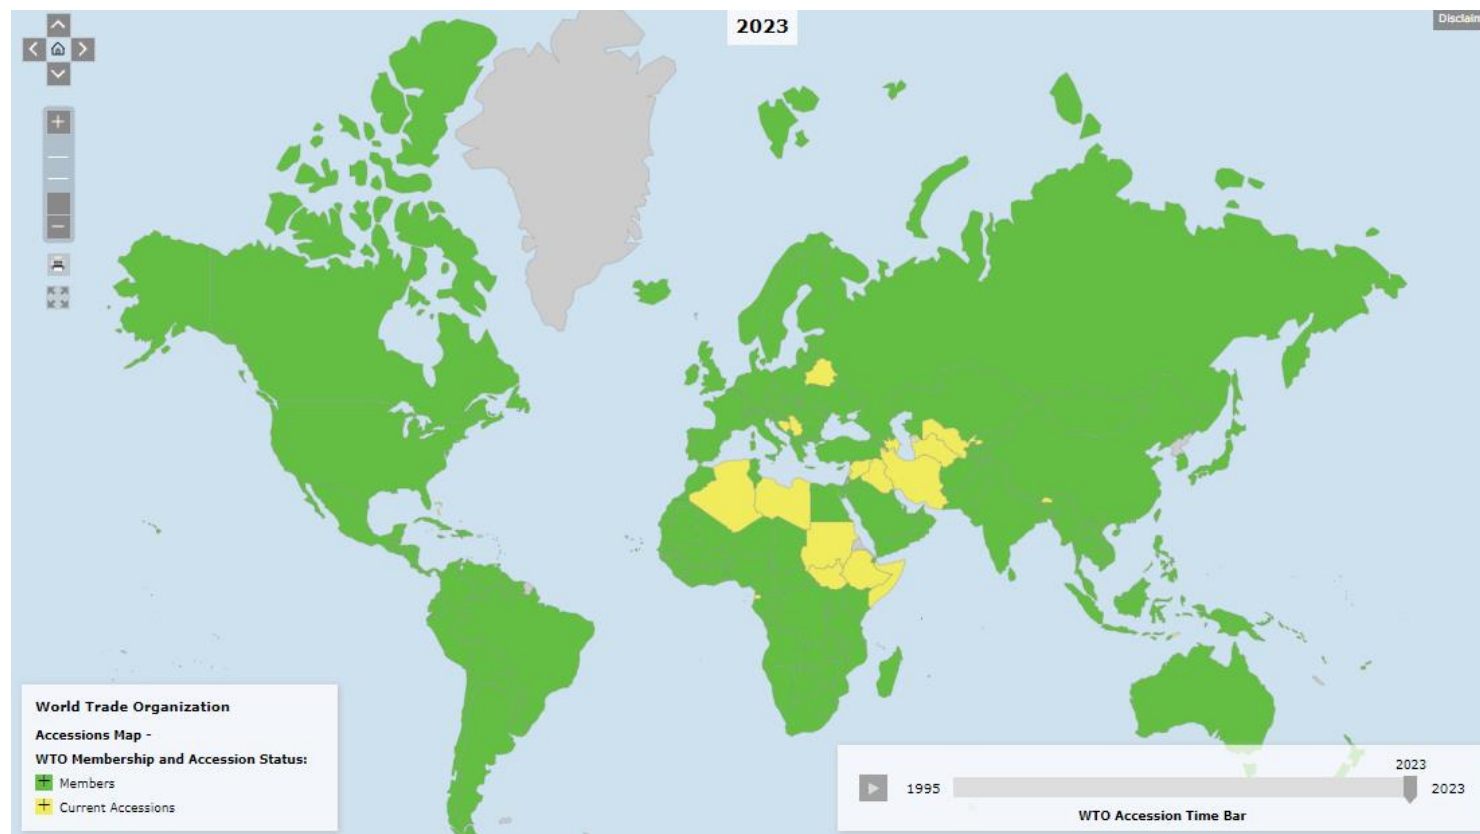 2023
Disclaim
World Trade Organization
Accessions Map -
WTO Membership and Accession Status:
Members
Current Accessions
2023
1995
2023
WTO Accession Time Bar